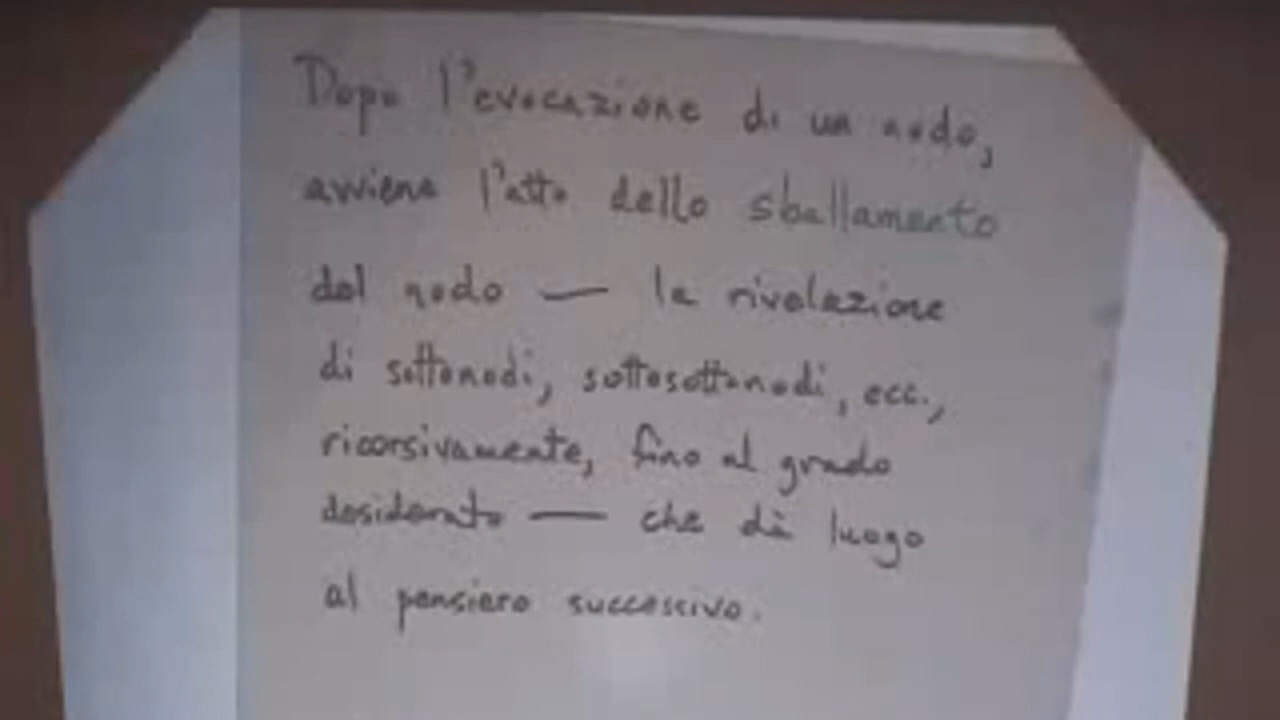 Dopo l'evocazione di un nodo,
avviene l'atto dello sballamento
del nodo — la rivelazione
di sottonodi, sottosottonodi, ecc.,
ricorsivamente, fino al grado
desiderato — che dà luogo
al pensiero successivo.